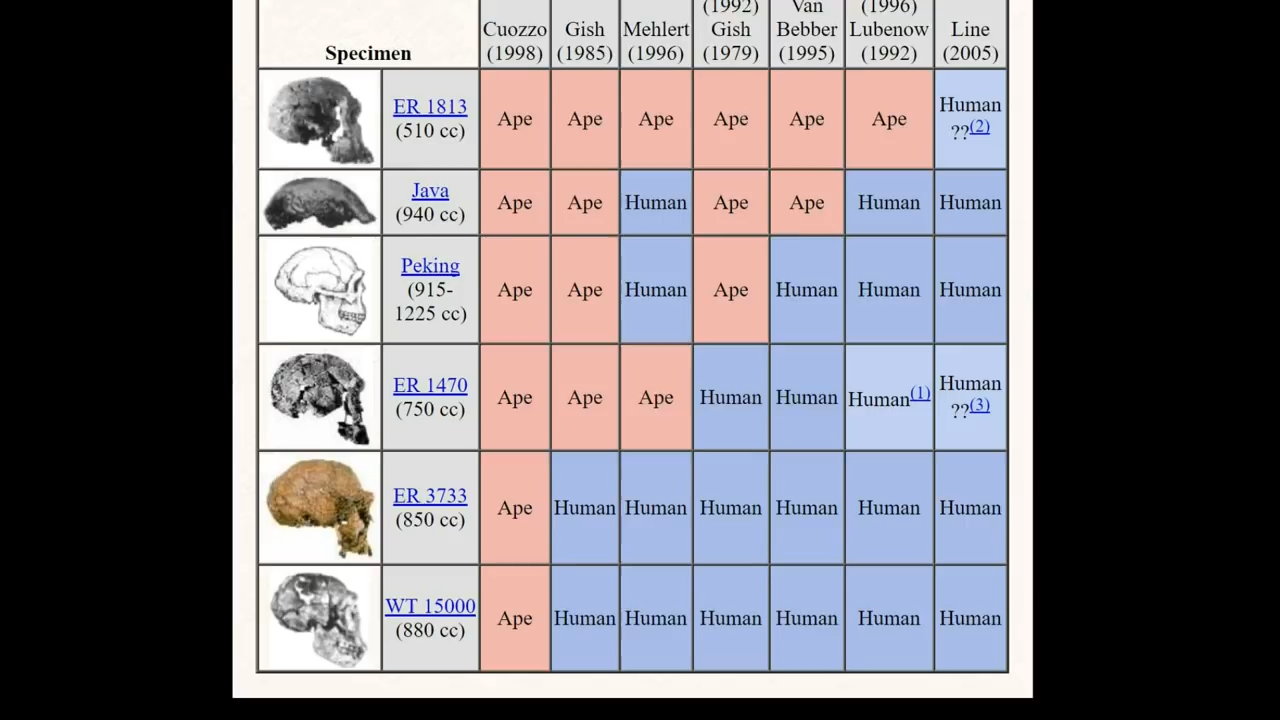 Specimen
Cuozzo
(1998)
Gish
(1985)
Mehlert
(1996)
(1992)
Gish
(1979)
Van
Bebber
(1995)
(1996)
Lubenow
(1992)
Line
(2005)
ER 1813
(510 cc)
Ape
Ape
Ape
Ape
Ape
Ape
Human
??(2)
Java
(940 cc)
Ape
Ape
Human
Ape
Ape
Human
Human
Peking
(915-
1225 cc)
Ape
Ape
Human
Ape
Human
Human
Human
ER 1470
(750 cc)
Ape
Ape
Ape
Human
Human
Human(1)
Human
??(3)
ER 3733
(850 cc)
Ape
Human
Human
Human
Human
Human
Human
WT 15000
(880 cc)
Ape
Human
Human
Human
Human
Human
Human